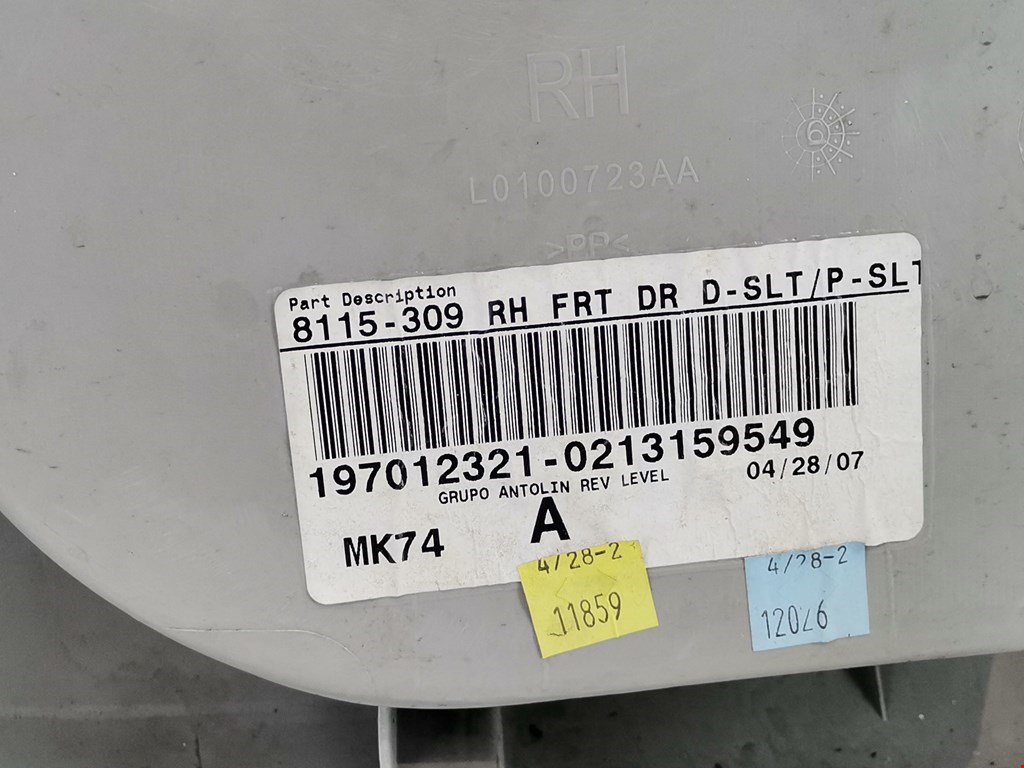 RH
6
L0100723AA
>PP<
Part Description
8115-309 RH FRT DR D-SLT/P-SLT
197012321-0213159549
GRUPO ANTOLIN REV LEVEL 04/28/07
MK74 A
4/28-2
11859
4/28-2
12026